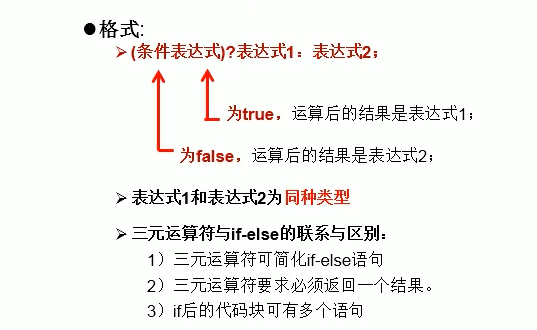 ●格式:
➢(条件表达式)?表达式1：表达式2；
为true，运算后的结果是表达式1；
为false，运算后的结果是表达式2；
➢表达式1和表达式2为同种类型
➢三元运算符与if-else的联系与区别：
1）三元运算符可简化if-else语句
2）三元运算符要求必须返回一个结果。
3）if后的代码块可有多个语句